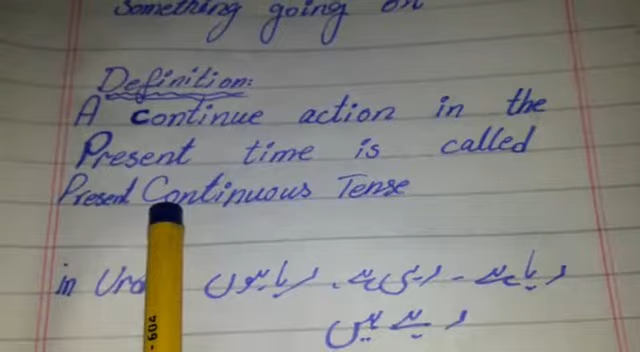 Something going on
Definition:
A continue action in the
Present time is called
Present Continuous Tense
in Urdu رہا ہے۔ رہی ہے۔ رہا ہوں
رہے ہیں
- 604